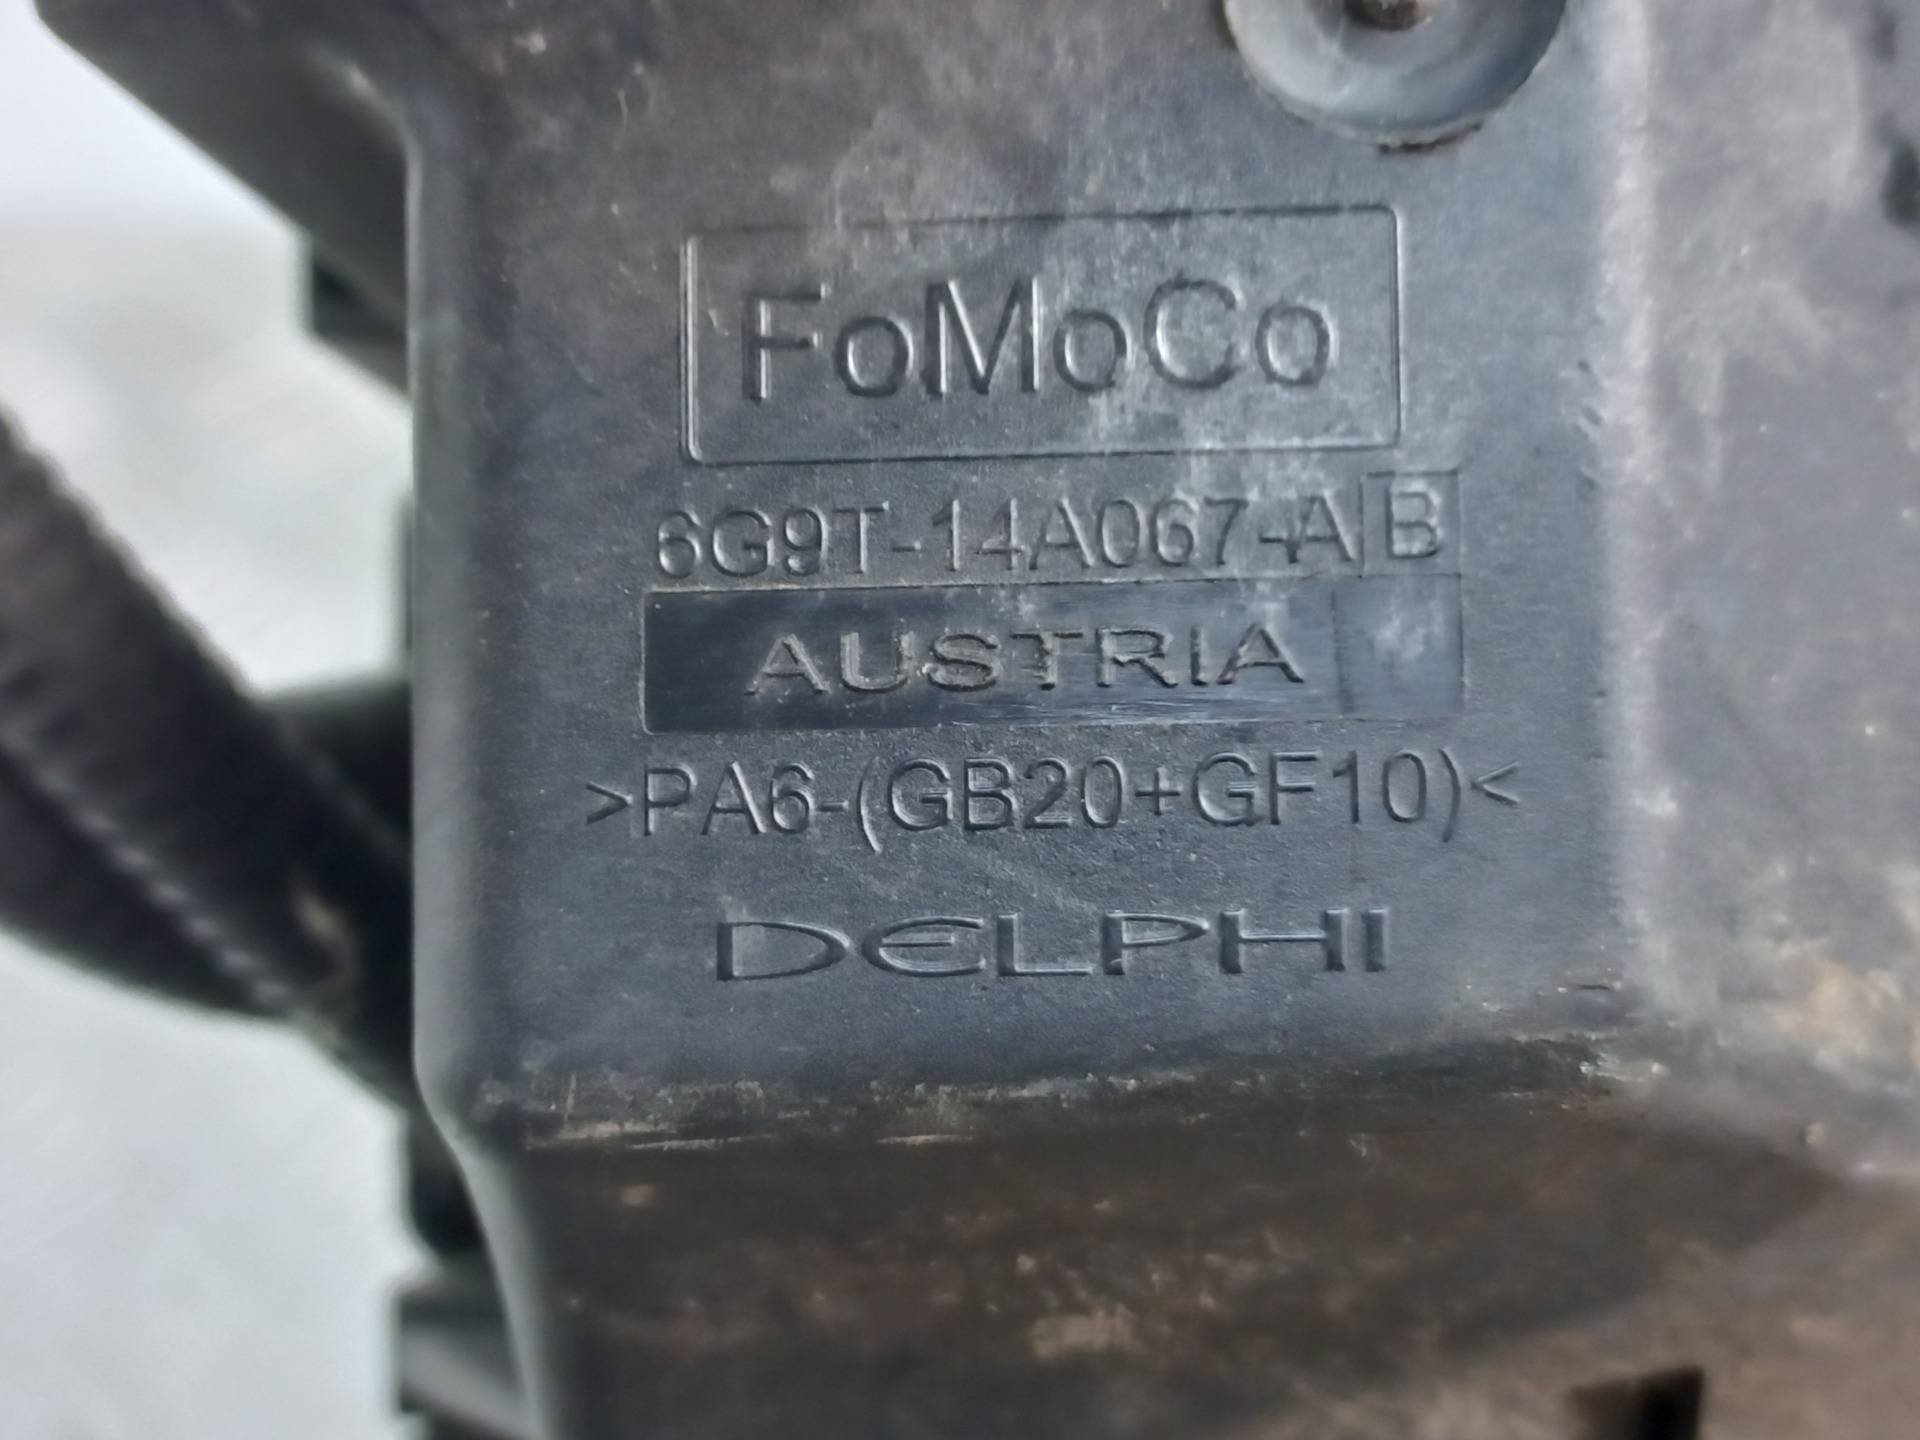 FoMoCo
6G9T-14A067-AB
AUSTRIA
>PA6-(GB20+GF10)<
DELPHI